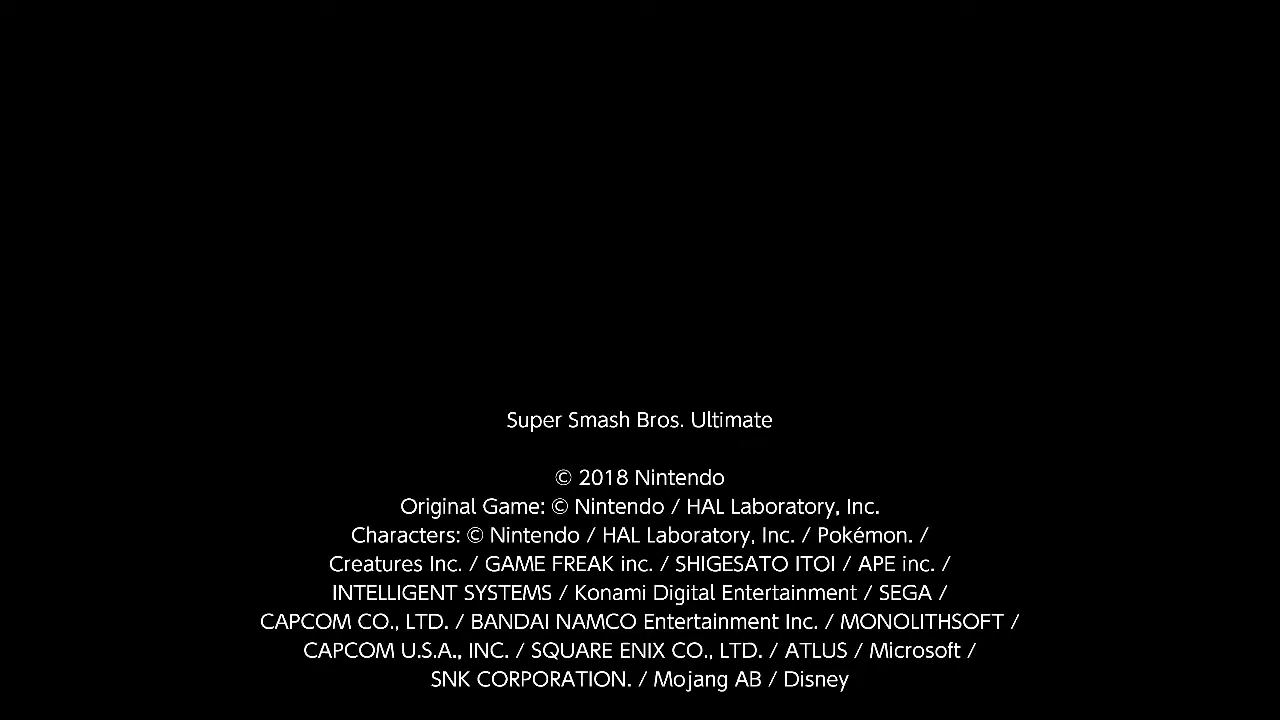 Super Smash Bros. Ultimate
© 2018 Nintendo
Original Game: © Nintendo / HAL Laboratory, Inc.
Characters: © Nintendo / HAL Laboratory, Inc. / Pokémon. /
Creatures Inc. / GAME FREAK inc. / SHIGESATO ITOI / APE inc. /
INTELLIGENT SYSTEMS / Konami Digital Entertainment / SEGA /
CAPCOM CO., LTD. / BANDAI NAMCO Entertainment Inc. / MONOLITHSOFT /
CAPCOM U.S.A., INC. / SQUARE ENIX CO., LTD. / ATLUS / Microsoft /
SNK CORPORATION. / Mojang AB / Disney